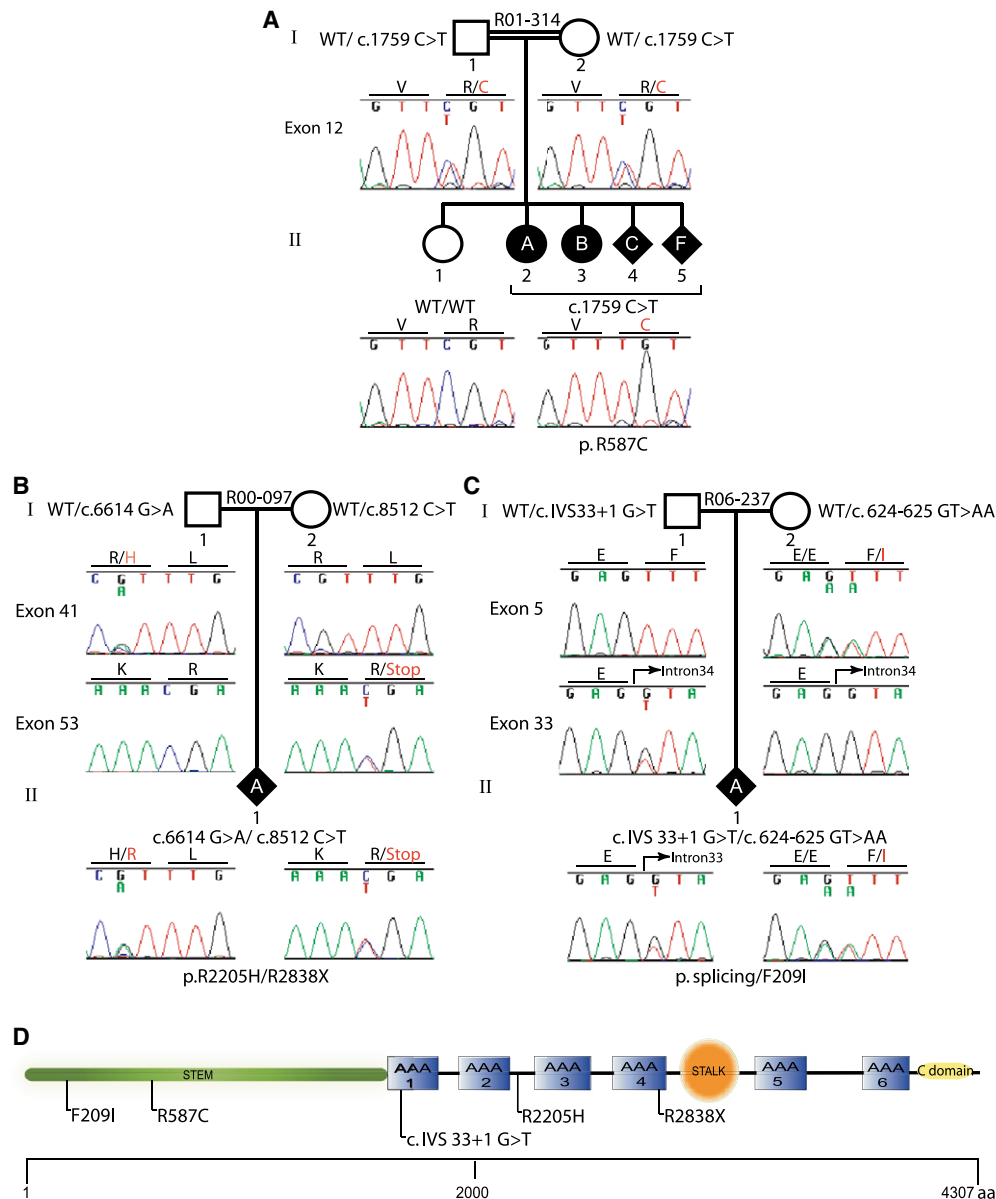 A
I
R01-314
WT/ c.1759 C>T
WT/ c.1759 C>T
1
2
V R/C
V R/C
G T T C G T
T
G T T C G T
T
Exon 12
II
A
B
C
F
1
2
3
4
5
WT/WT
c.1759 C>T
V R
V C
G T T C G T
G T T T G T
p. R587C
B
I
WT/c.6614 G>A
R00-097
WT/c.8512 C>T
1
2
R/H L
R L
C G T T T G
A
C G T T T G
Exon 41
K R
K R/Stop
A A A C G A
A A A C G A
T
Exon 53
II
A
1
c.6614 G>A/ c.8512 C>T
H/R L
K R/Stop
C G T T T G
A
A A A C G A
T
p.R2205H/R2838X
C
I
WT/c.IVS33+1 G>T
R06-237
WT/c. 624-625 GT>AA
1
2
E F
E/E F/I
G A G T T T
G A G T T T
A A
Exon 5
E Intron34
E Intron34
G A G G T A
T
G A G G T A
Exon 33
II
A
1
c.IVS 33+1 G>T/c.624-625 GT>AA
E Intron33
E/E F/I
G A G G T A
T
G A G T T T
A A
p. splicing/F209I
D
STEM
AAA
1
AAA
2
AAA
3
AAA
4
STALK
AAA
5
AAA
6
C domain
F209I
R587C
c. IVS 33+1 G>T
R2205H
R2838X
1
2000
4307 aa